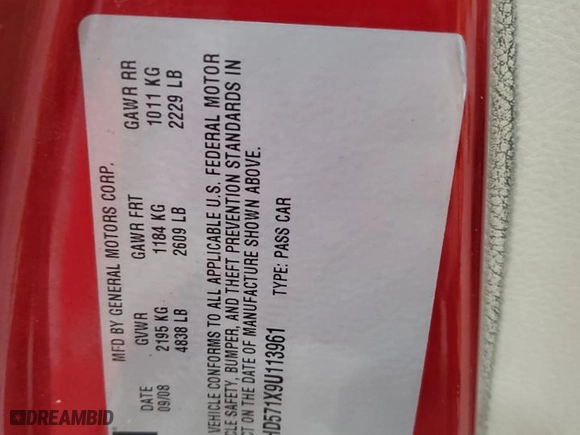 MFD BY GENERAL MOTORS CORP.
DATE GVWR GAWR FRT GAWR RR
09/08 2195 KG 1184 KG 1011 KG
4838 LB 2609 LB 2229 LB
VEHICLE CONFORMS TO ALL APPLICABLE U.S. FEDERAL MOTOR
CLE SAFETY, BUMPER, AND THEFT PREVENTION STANDARDS IN
CT ON THE DATE OF MANUFACTURE SHOWN ABOVE.
HD571X9U113961 TYPE: PASS CAR
DREAMBID